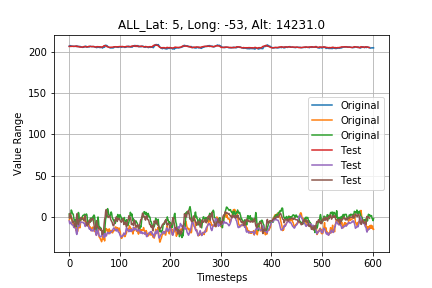 ALL_Lat: 5, Long: -53, Alt: 14231.0
200
150
100
50
0
Value Range
Original
Original
Original
Test
Test
Test
0 100 200 300 400 500 600
Timesteps